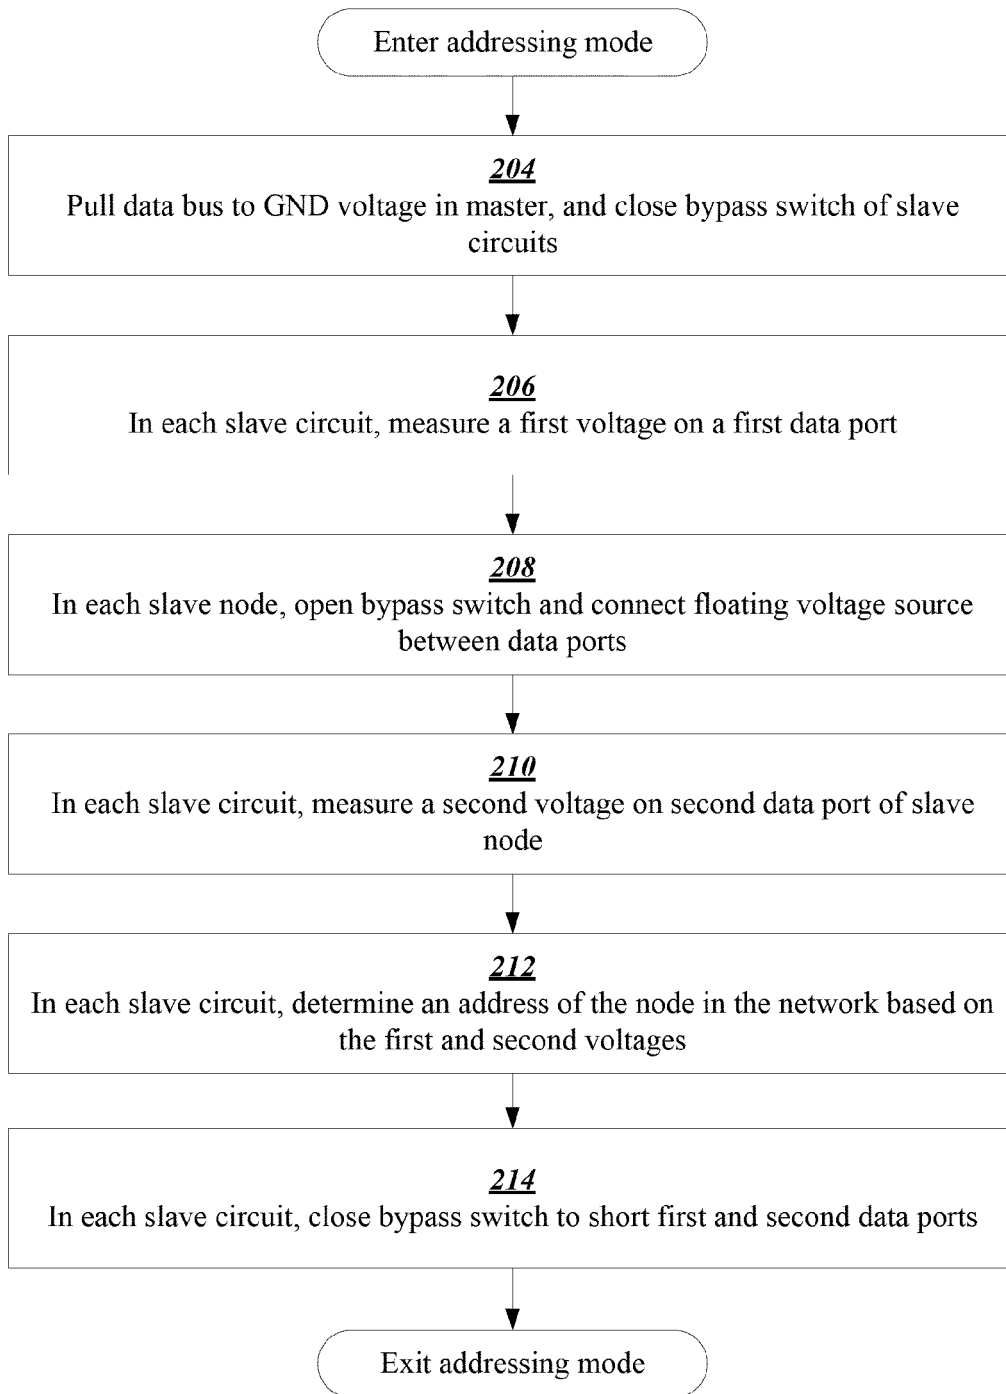 Enter addressing mode
204
Pull data bus to GND voltage in master, and close bypass switch of slave
circuits
206
In each slave circuit, measure a first voltage on a first data port
208
In each slave node, open bypass switch and connect floating voltage source
between data ports
210
In each slave circuit, measure a second voltage on second data port of slave
node
212
In each slave circuit, determine an address of the node in the network based on
the first and second voltages
214
In each slave circuit, close bypass switch to short first and second data ports
Exit addressing mode